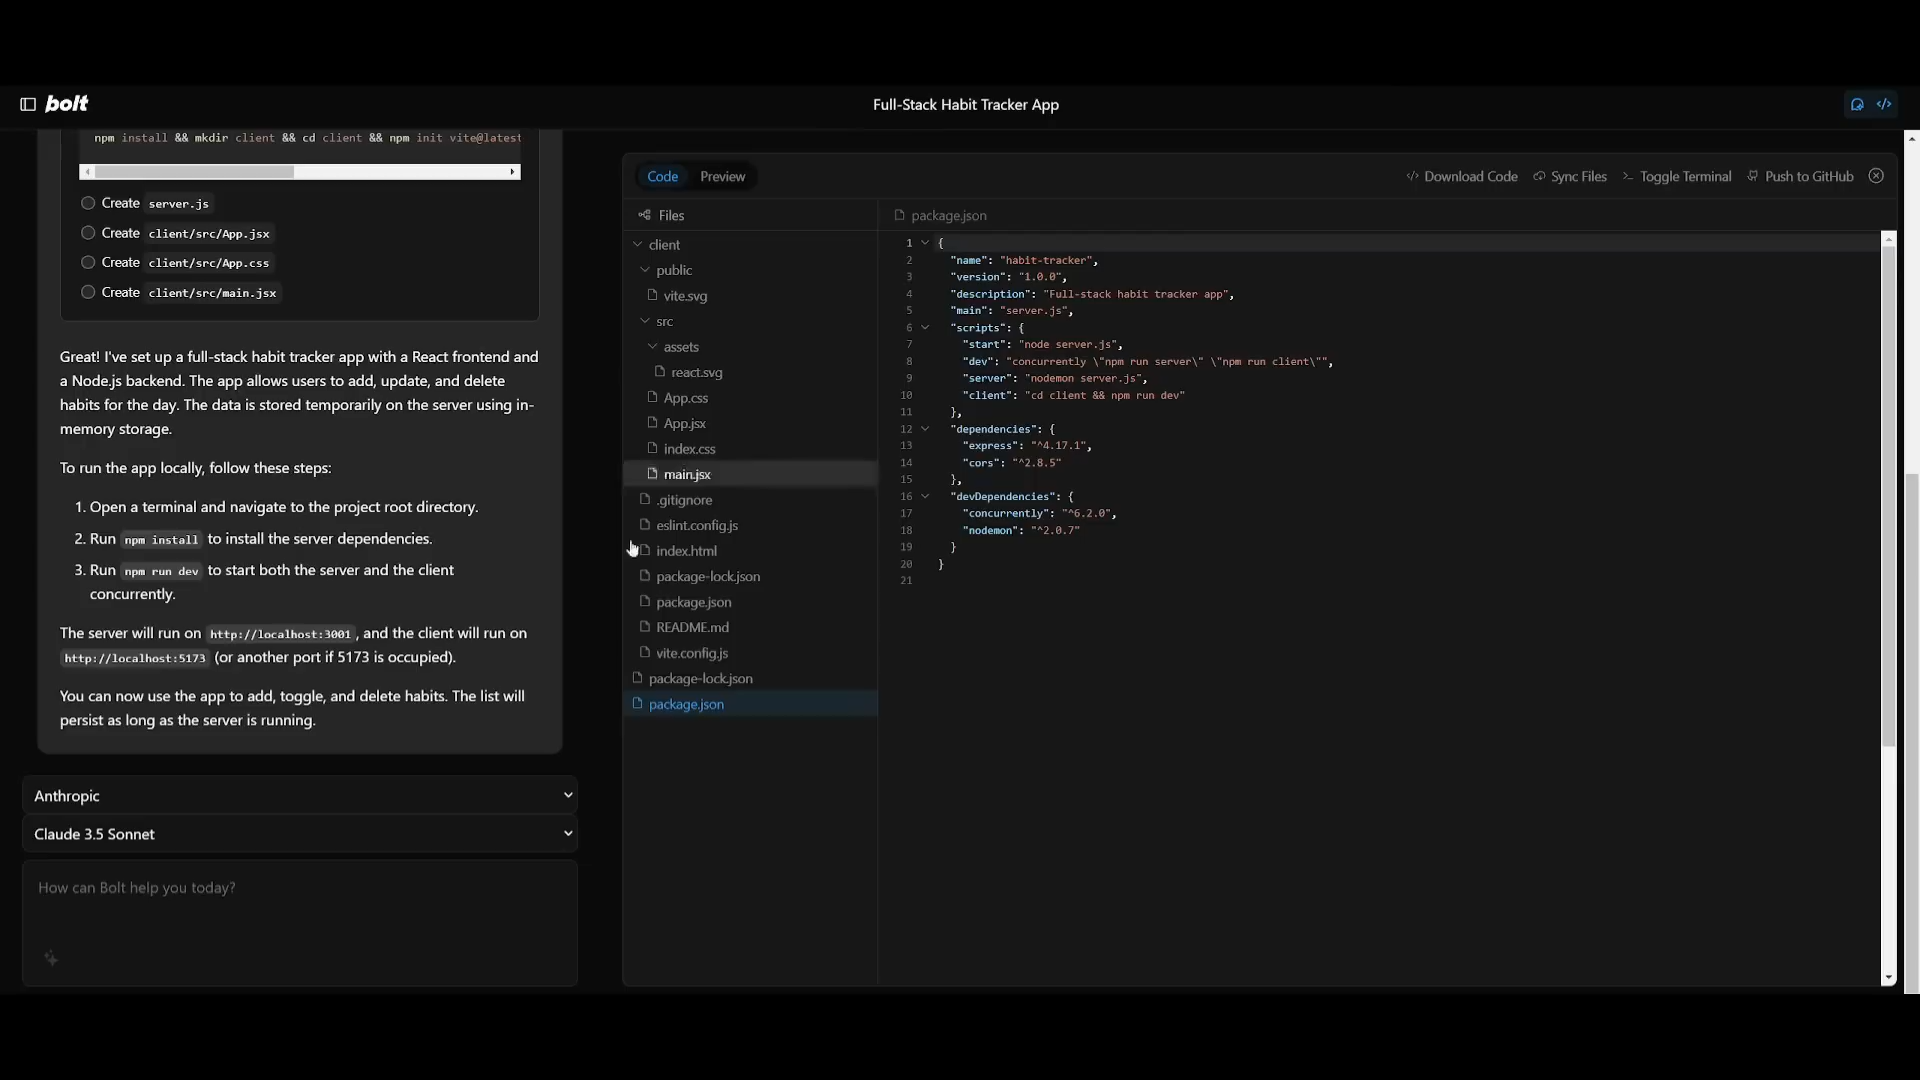 bolt
Full-Stack Habit Tracker App
npm install && mkdir client && cd client && npm init vite@latest
Create server.js
Create client/src/App.jsx
Create client/src/App.css
Create client/src/main.jsx
Great! I've set up a full-stack habit tracker app with a React frontend and
a Node.js backend. The app allows users to add, update, and delete
habits for the day. The data is stored temporarily on the server using in-
memory storage.
To run the app locally, follow these steps:
1. Open a terminal and navigate to the project root directory.
2. Run npm install to install the server dependencies.
3. Run npm run dev to start both the server and the client
concurrently.
The server will run on http://localhost:3001, and the client will run on
http://localhost:5173 (or another port if 5173 is occupied).
You can now use the app to add, toggle, and delete habits. The list will
persist as long as the server is running.
Anthropic
Claude 3.5 Sonnet
How can Bolt help you today?
Code Preview
Download Code Sync Files Toggle Terminal Push to GitHub
Files
client
public
vite.svg
src
assets
react.svg
App.css
App.jsx
index.css
main.jsx
.gitignore
eslint.config.js
index.html
package-lock.json
package.json
README.md
vite.config.js
package-lock.json
package.json
package.json
1 {
2 "name": "habit-tracker",
3 "version": "1.0.0",
4 "description": "Full-stack habit tracker app",
5 "main": "server.js",
6 "scripts": {
7 "start": "node server.js",
8 "dev": "concurrently \"npm run server\" \"npm run client\"",
9 "server": "nodemon server.js",
10 "client": "cd client && npm run dev"
11 },
12 "dependencies": {
13 "express": "^4.17.1",
14 "cors": "^2.8.5"
15 },
16 "devDependencies": {
17 "concurrently": "^6.2.0",
18 "nodemon": "^2.0.7"
19 }
20 }
21